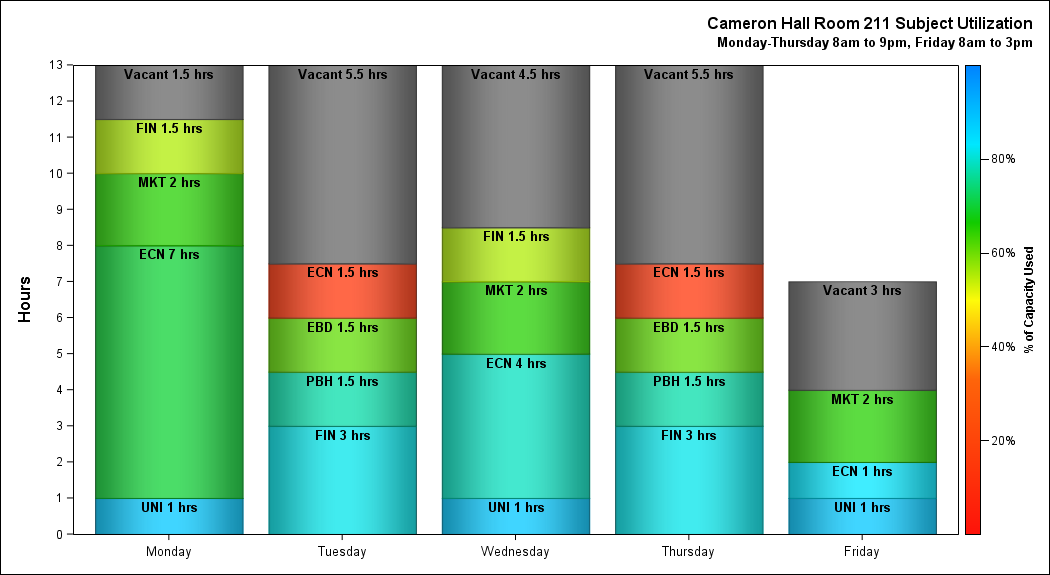 Cameron Hall Room 211 Subject Utilization
Monday-Thursday 8am to 9pm, Friday 8am to 3pm
Hours
13
12
11
10
9
8
7
6
5
4
3
2
1
0
Vacant 1.5 hrs
FIN 1.5 hrs
MKT 2 hrs
ECN 7 hrs
UNI 1 hrs
Monday
Vacant 5.5 hrs
ECN 1.5 hrs
EBD 1.5 hrs
PBH 1.5 hrs
FIN 3 hrs
Tuesday
Vacant 4.5 hrs
FIN 1.5 hrs
MKT 2 hrs
ECN 4 hrs
UNI 1 hrs
Wednesday
Vacant 5.5 hrs
ECN 1.5 hrs
EBD 1.5 hrs
PBH 1.5 hrs
FIN 3 hrs
Thursday
Vacant 3 hrs
MKT 2 hrs
ECN 1 hrs
UNI 1 hrs
Friday
80%
60%
40%
20%
% of Capacity Used